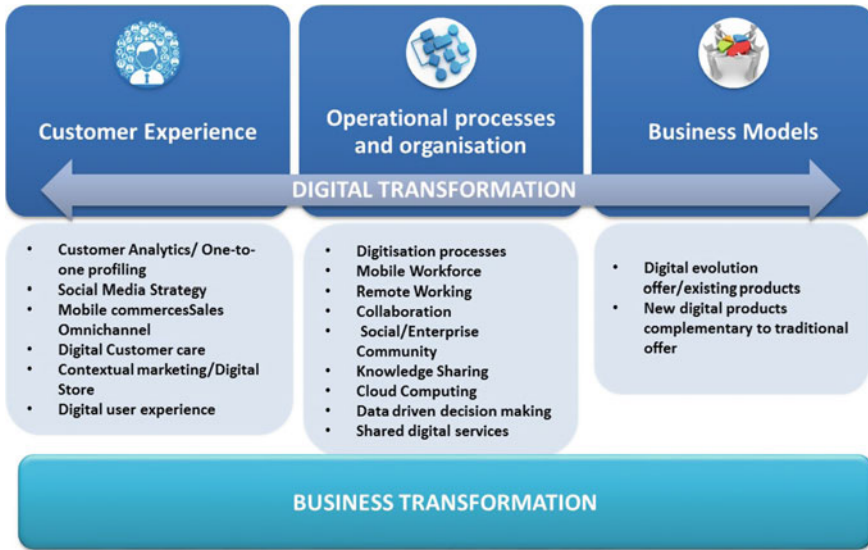 Customer Experience
Operational processes
and organisation
Business Models
DIGITAL TRANSFORMATION
• Customer Analytics/ One-to-
one profiling
• Social Media Strategy
• Mobile commercesSales
Omnichannel
• Digital Customer care
• Contextual marketing/Digital
Store
• Digital user experience
• Digitisation processes
• Mobile Workforce
• Remote Working
• Collaboration
• Social/Enterprise
Community
• Knowledge Sharing
• Cloud Computing
• Data driven decision making
• Shared digital services
• Digital evolution
offer/existing products
• New digital products
complementary to traditional
offer
BUSINESS TRANSFORMATION